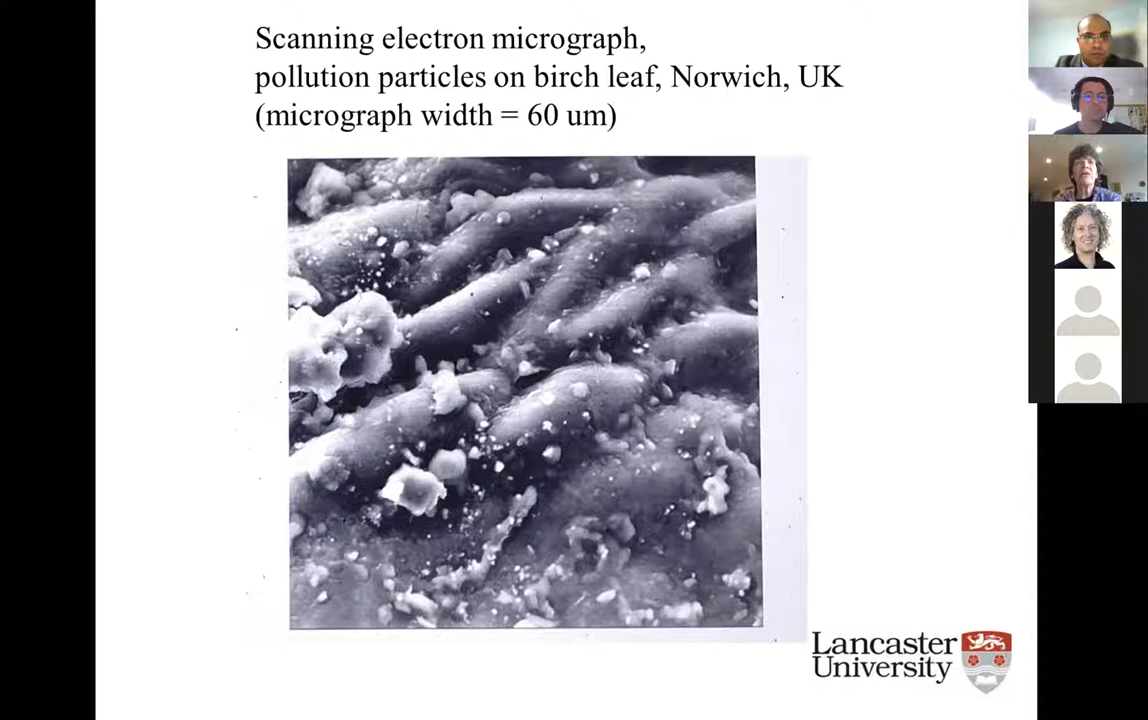 Scanning electron micrograph,
pollution particles on birch leaf, Norwich, UK
(micrograph width = 60 um)
Lancaster
University